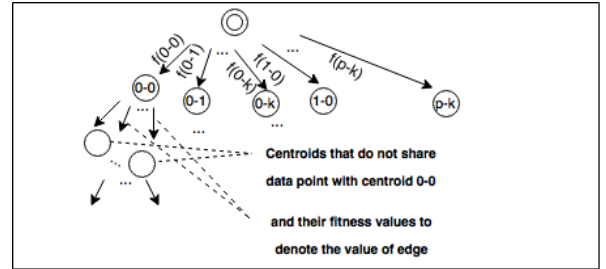 ...
...
f(0-0)
f(0-1)
f(0-k)
f(1-0)
f(p-k)
0-0
0-1
0-k
1-0
p-k
...
...
...
...
...
Centroids that do not share
data point with centroid 0-0
and their fitness values to
denote the value of edge